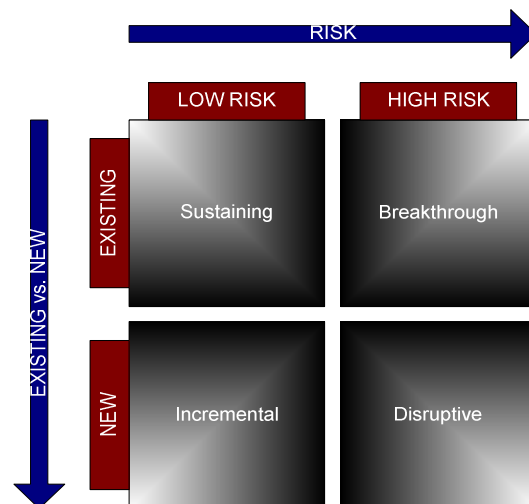 RISK
LOW RISK
HIGH RISK
EXISTING vs. NEW
EXISTING
Sustaining
Breakthrough
NEW
Incremental
Disruptive